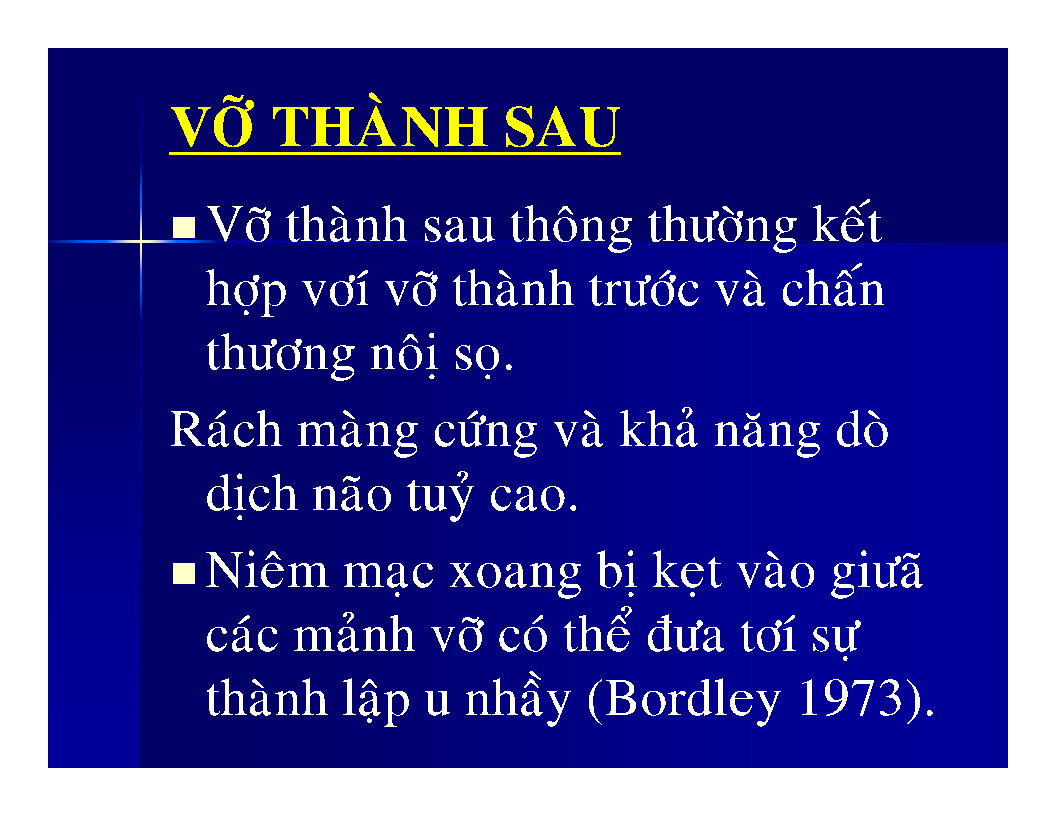 VỠ THÀNH SAU
Vỡ thành sau thông thường kết
hợp vơí vỡ thành trước và chấn
thương nôị sọ.
Rách màng cứng và khả năng dò
dịch não tuỷ cao.
Niêm mạc xoang bị kẹt vào giưã
các mảnh vỡ có thể đưa tơí sự
thành lập u nhầy (Bordley 1973).